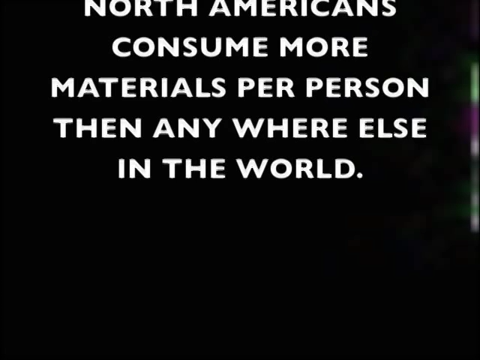 NORTH AMERICANS
CONSUME MORE
MATERIALS PER PERSON
THEN ANY WHERE ELSE
IN THE WORLD.